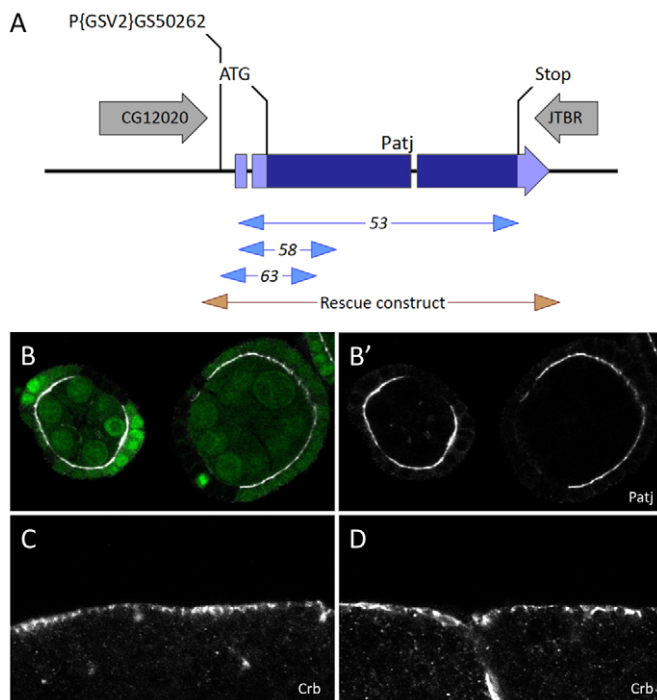 A
P{GSV2}GS50262
ATG
Stop
CG12020
JTBR
Patj
53
58
63
Rescue construct
B
B'
Patj
C
D
Crb
Crb